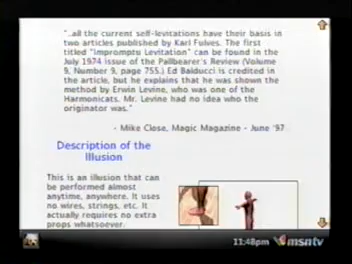 "..all the current self-levitations have their basis in
two articles published by Karl Fulves. The first
titled "Impromptu Levitation" can be found in the
July 1974 issue of the Pallbearer's Review (Volume
9, Number 9, page 755.) Ed Balducci is credited in
the article, but he explains that he was shown the
method by Erwin Levine, who was one of the
Harmonicats. Mr. Levine had no idea who the
originator was."
- Mike Close, Magic Magazine - June '97
Description of the
Illusion
This is an illusion that can
be performed almost
anytime, anywhere. It uses
no wires, strings, etc. It
actually requires no extra
props whatsoever.
11:48pm
msntv